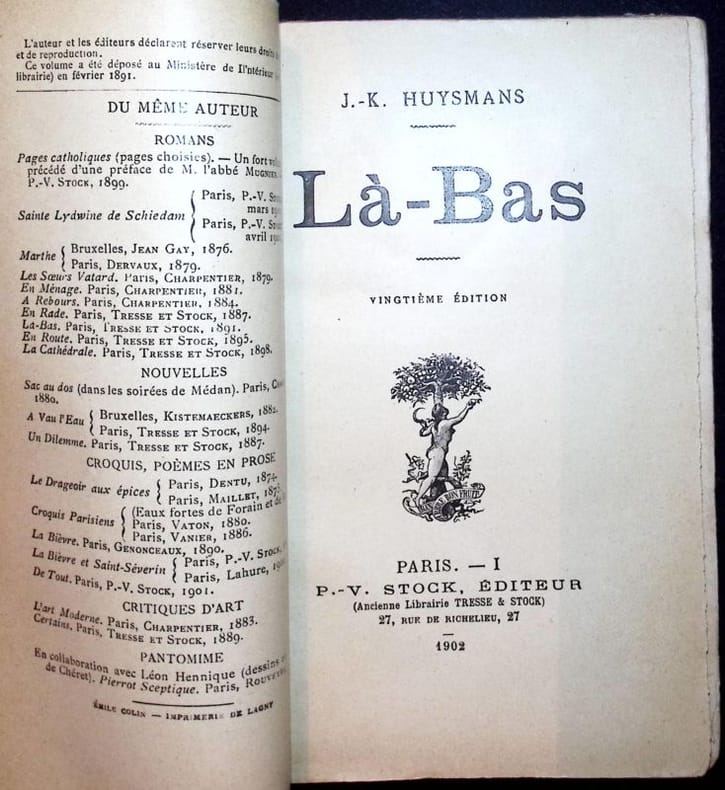 L'auteur et les éditeurs déclarent réserver leurs droits
et de reproduction.
Ce volume a été déposé au Ministère de l'Intérieur
librairie) en février 1891.
DU MÊME AUTEUR
ROMANS
Pages catholiques (pages choisies). — Un fort
précédé d'une préface de M. l'abbé MUGNIER
P.-V. STOCK, 1899.
Sainte Lydwine de Schiedam { Paris, P.-V.
mars
Paris, P.-V.
avril
Marthe { Bruxelles, JEAN GAY, 1876.
Paris, DERVAUX, 1879.
Les Sœurs Vatard. Paris, CHARPENTIER, 1879.
En Ménage. Paris, CHARPENTIER, 1881.
A Rebours. Paris, CHARPENTIER, 1884.
En Rade. Paris, TRESSE ET STOCK, 1887.
Là-Bas. Paris, TRESSE ET STOCK, 1891.
En Route. Paris, TRESSE ET STOCK, 1895.
La Cathédrale. Paris, TRESSE ET STOCK, 1898.
NOUVELLES
Sac au dos (dans les soirées de Médan). Paris,
1880.
A Vau l'Eau { Bruxelles, KISTEMAECKERS, 1882.
Paris, TRESSE ET STOCK, 1894.
Un Dilemme. Paris, TRESSE ET STOCK, 1887.
CROQUIS, POÈMES EN PROSE
Le Drageoir aux épices { Paris, DENTU, 1874.
Paris, MAILLET,
Croquis Parisiens { (Eaux fortes de Forain et de
Paris, VATON, 1880.
Paris, VANIER, 1886.
La Bièvre. Paris, GENONCEAUX, 1890.
La Bièvre et Saint-Séverin { Paris, P.-V. STOCK,
Paris, Lahure,
De Tout. Paris, P.-V. STOCK, 1901.
CRITIQUES D'ART
L'art Moderne. Paris, CHARPENTIER, 1883.
Certains. Paris, TRESSE ET STOCK, 1889.
PANTOMIME
En collaboration avec Léon Hennique (dessins
de Chéret). Pierrot Sceptique. Paris,
ÉMILE COLIN — IMPRIMERIE DE LAGNY
J.-K. HUYSMANS
Là-Bas
VINGTIÈME ÉDITION
BON FRUIT
PARIS. — I
P.-V. STOCK, ÉDITEUR
(Ancienne Librairie TRESSE & STOCK)
27, RUE DE RICHELIEU, 27
1902